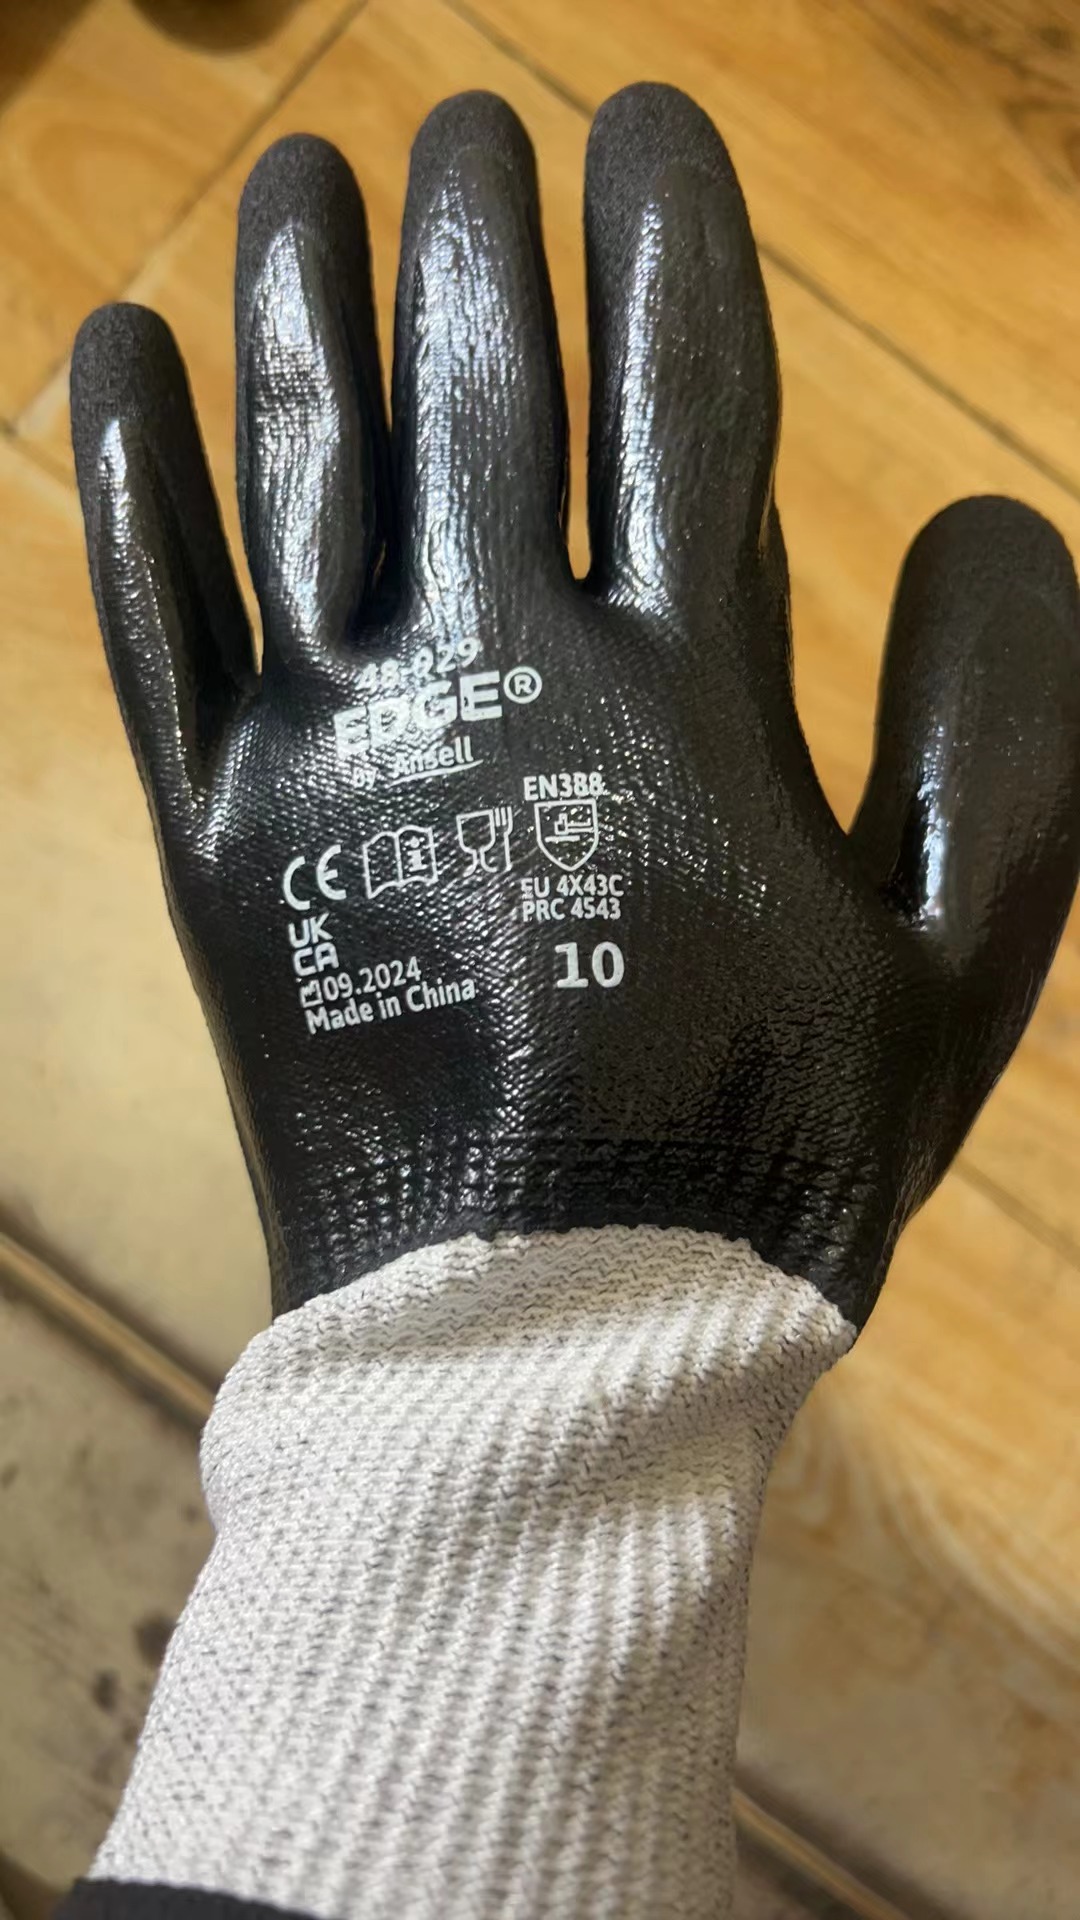 48-929
EDGE®
by Ansell
EN388
CE
EU 4X43C
PRC 4543
UK
CA
10
09.2024
Made in China